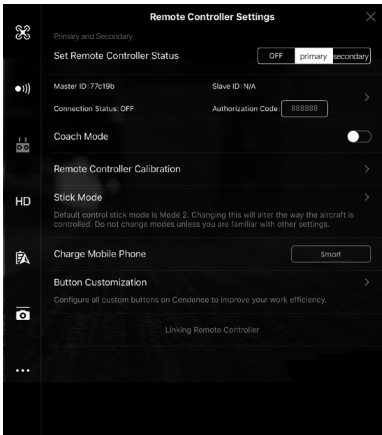 Remote Controller Settings
Primary and Secondary
Set Remote Controller Status
OFF primary secondary
Master ID: 77c19b Slave ID: N/A
Connection Status: OFF Authorization Code: 888888
Coach Mode
Remote Controller Calibration
HD
Stick Mode
Default control stick mode is Mode 2. Changing this will alter the way the aircraft is
controlled. Do not change modes unless you are familiar with other settings.
Charge Mobile Phone Smart
Button Customization
Configure all custom buttons on Cendence to improve your work efficiency.
Linking Remote Controller